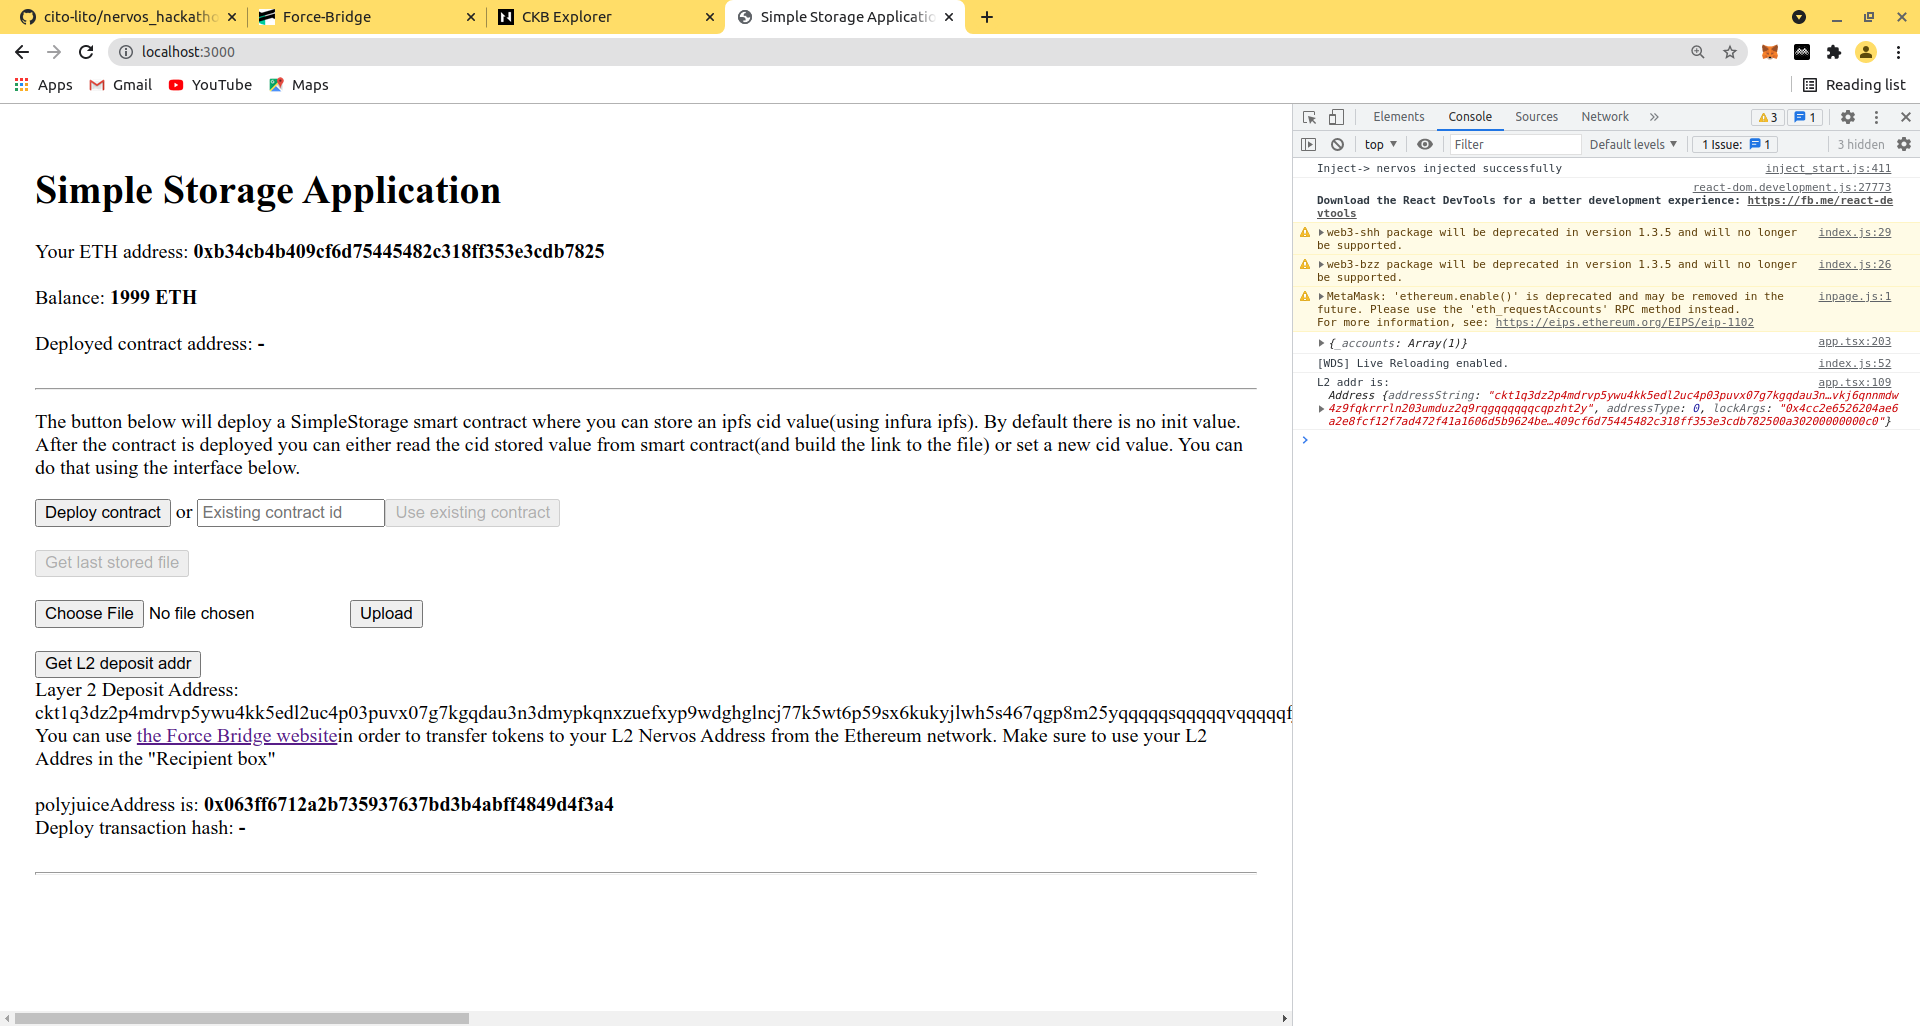 cito-lito/nervos_hackatho
Force-Bridge
CKB Explorer
Simple Storage Applicatio
localhost:3000
Apps
Gmail
YouTube
Maps
Reading list
Simple Storage Application
Your ETH address: 0xb34cb4b409cf6d75445482c318ff353e3cdb7825
Balance: 1999 ETH
Deployed contract address: -
The button below will deploy a SimpleStorage smart contract where you can store an ipfs cid value(using infura ipfs). By default there is no init value.
After the contract is deployed you can either read the cid stored value from smart contract(and build the link to the file) or set a new cid value. You can
do that using the interface below.
Deploy contract or Existing contract id Use existing contract
Get last stored file
Choose File No file chosen Upload
Get L2 deposit addr
Layer 2 Deposit Address:
ckt1q3dz2p4mdrvp5ywu4kk5edl2uc4p03puvx07g7kgqdau3n3dmypkqnxzuefxyp9wdghglncj77k5wt6p59sx6kukyjlwh5s467qgp8m25yqqqqqsqqqqqvqqqqqf
You can use the Force Bridge websitein order to transfer tokens to your L2 Nervos Address from the Ethereum network. Make sure to use your L2
Addres in the "Recipient box"
polyjuiceAddress is: 0x063ff6712a2b735937637bd3b4abff4849d4f3a4
Deploy transaction hash: -
Elements Console Sources Network » 3 1
top Filter Default levels 1 Issue: 1 3 hidden
Inject-> nervos injected successfully inject_start.js:411
react-dom.development.js:27773
Download the React DevTools for a better development experience: https://fb.me/react-de
vtools
web3-shh package will be deprecated in version 1.3.5 and will no longer index.js:29
be supported.
web3-bzz package will be deprecated in version 1.3.5 and will no longer index.js:26
be supported.
MetaMask: 'ethereum.enable()' is deprecated and may be removed in the inpage.js:1
future. Please use the 'eth_requestAccounts' RPC method instead.
For more information, see: https://eips.ethereum.org/EIPS/eip-1102
{_accounts: Array(1)} app.tsx:203
[WDS] Live Reloading enabled. index.js:52
L2 addr is: app.tsx:109
Address {addressString: "ckt1q3dz2p4mdrvp5ywu4kk5edl2uc4p03puvx07g7kgqdau3n…vkj6qnnmdw
4z9fqkrrrln203umduz2q9rqgqqqqqqcqpzht2y", addressType: 0, lockArgs: "0x4cc2e6526204ae6
a2e8fcf12f7ad472f41a1606d5b9624be…409cf6d75445482c318ff353e3cdb782500a30200000000c0"}